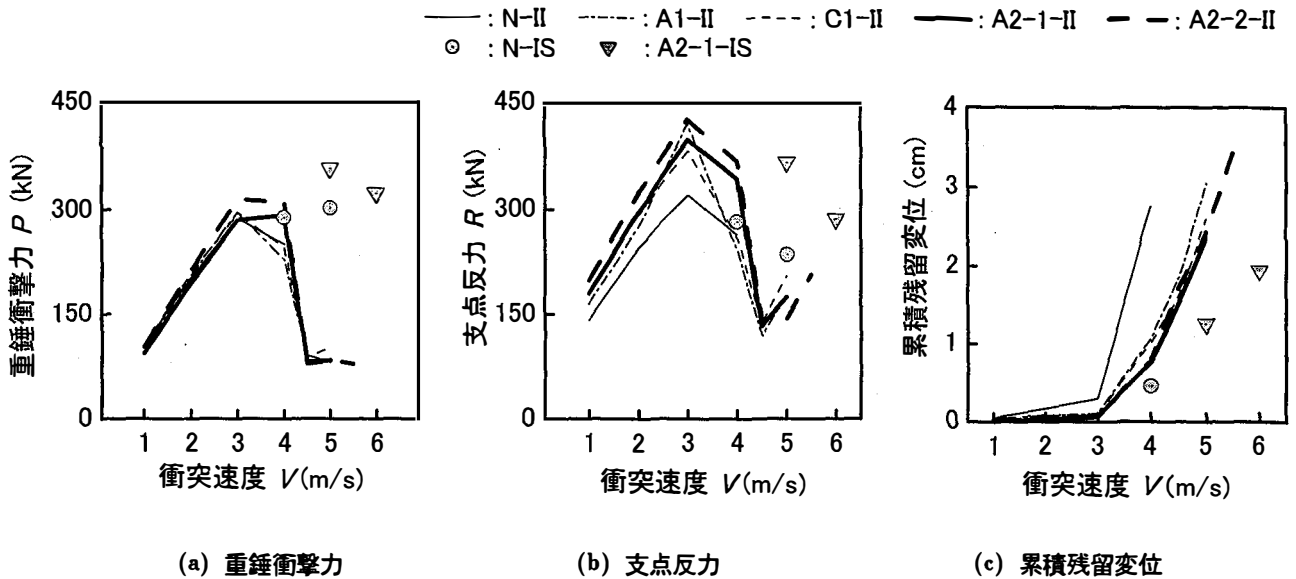 : N-II : A1-II : C1-II : A2-1-II : A2-2-II
: N-IS : A2-1-IS
450
300
150
0
重錘衝撃力 P (kN)
1 2 3 4 5 6
衝突速度 V(m/s)
(a) 重錘衝撃力
450
300
150
0
支点反力 R (kN)
1 2 3 4 5 6
衝突速度 V(m/s)
(b) 支点反力
4
3
2
1
0
累積残留変位 (cm)
1 2 3 4 5 6
衝突速度 V(m/s)
(c) 累積残留変位